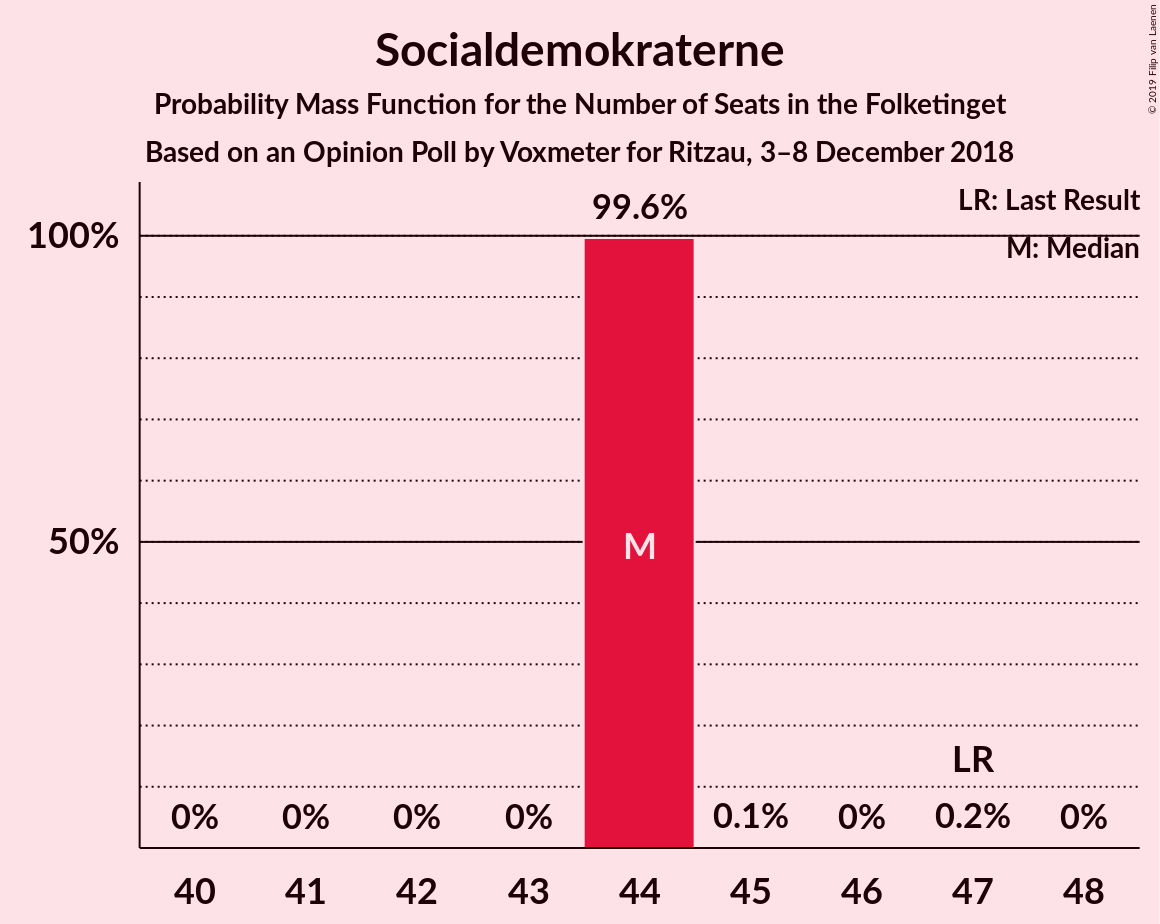 Socialdemokraterne
Probability Mass Function for the Number of Seats in the Folketinget
Based on an Opinion Poll by Voxmeter for Ritzau, 3–8 December 2018
© 2019 Filip van Laenen
LR: Last Result
M: Median
99.6%
100%
50%
M
LR
0% 0% 0% 0% 0.1% 0% 0.2% 0%
40 41 42 43 44 45 46 47 48